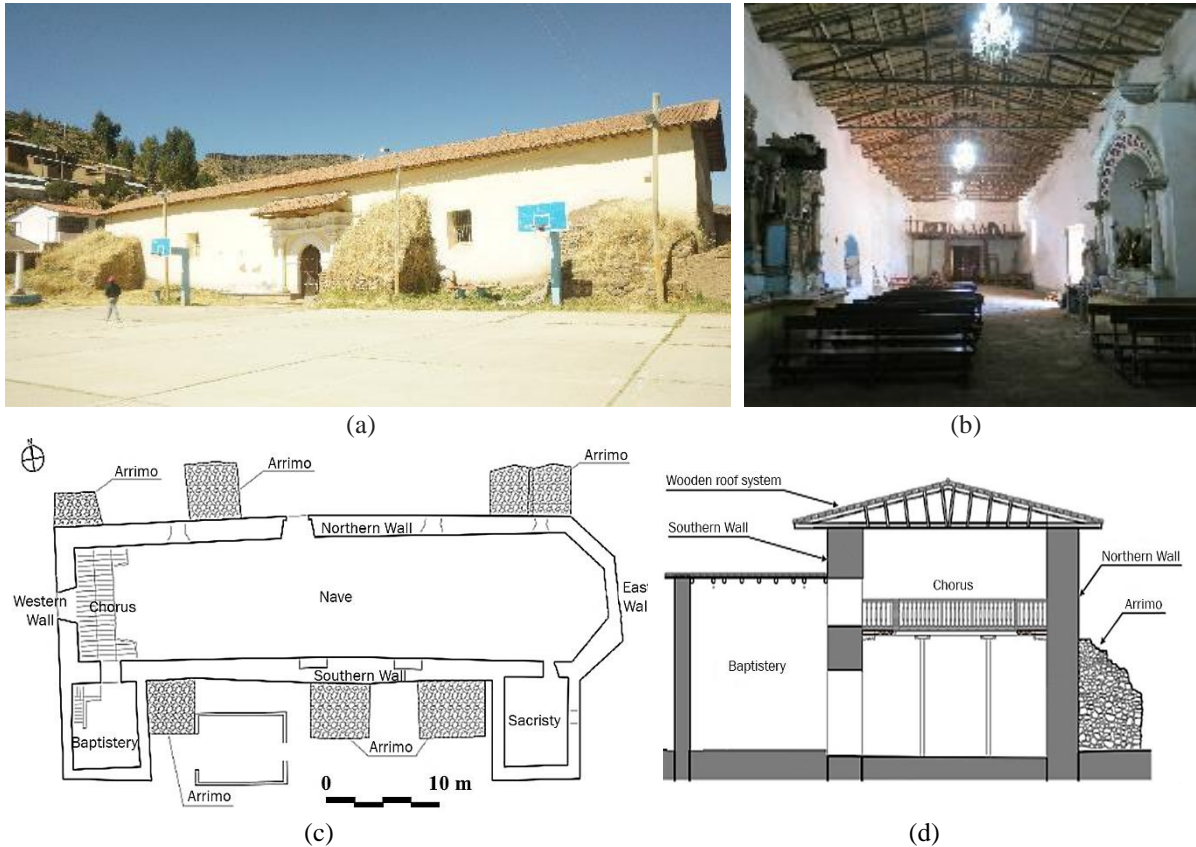 (a)
(b)
N
Arrimo
Arrimo
Arrimo
Northern Wall
Western
Wall
Chorus
Nave
East
Wal
Southern Wall
Baptistery
Sacristy
Arrimo
Arrimo
0 10 m
(c)
Wooden roof system
Southern Wall
Northern Wall
Chorus
Arrimo
Baptistery
(d)